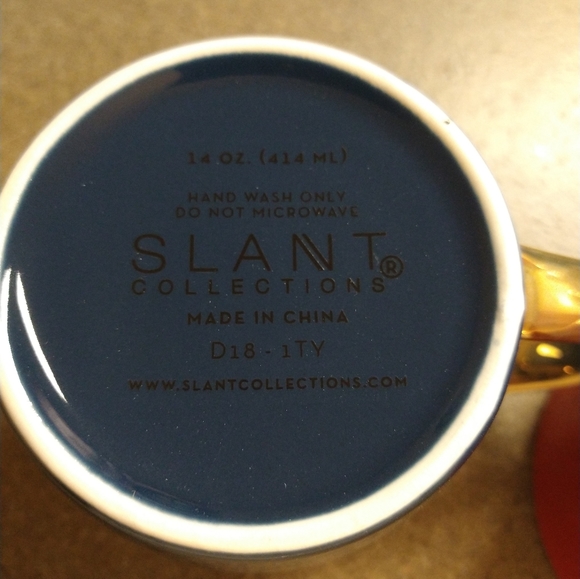 14 OZ. (414 ML)
HAND WASH ONLY
DO NOT MICROWAVE
SLANT®
COLLECTIONS
MADE IN CHINA
D18 - 1TY
WWW.SLANTCOLLECTIONS.COM